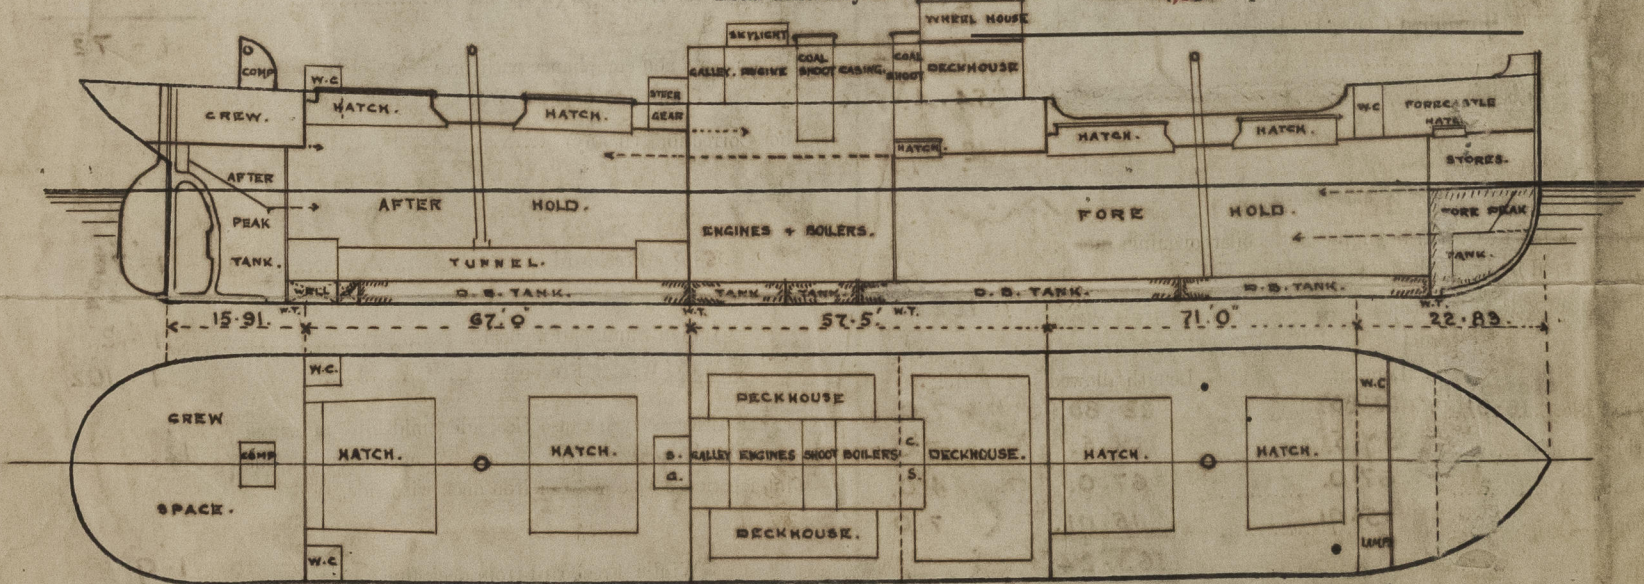 WHEEL HOUSE
SKYLIGHT
COMP
W.C
GALLEY. ENGINE COAL SHOOT CASING. COAL SHOOT DECKHOUSE
STEER GEAR
CREW.
HATCH.
HATCH.
HATCH.
HATCH.
HATCH.
W.C
FORECASTLE
HATCH
STORES.
AFTER PEAK TANK.
AFTER HOLD.
ENGINES + BOILERS.
FORE HOLD.
FORE PEAK TANK.
TUNNEL.
WELL
D.B. TANK.
TANK
TANK
D.B. TANK.
D.B. TANK.
W.T.
W.T.
W.T.
W.T.
15.91.
67.'0"
57.5'
71.'0"
22.83.
W.C.
W.C
DECKHOUSE
CREW SPACE.
COMP
HATCH.
HATCH.
S. G.
GALLEY ENGINES SHOOT BOILERS
C. S.
DECKHOUSE.
HATCH.
HATCH.
DECKHOUSE.
W.C
LAMPS